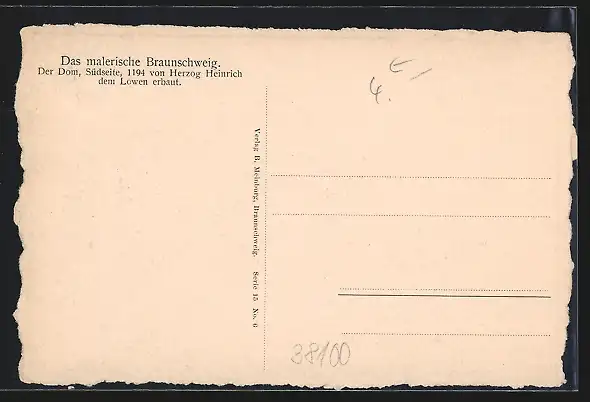 Das malerische Braunschweig.
Der Dom, Südseite, 1194 von Herzog Heinrich
dem Löwen erbaut.
4. € —
Verlag B. Meinburg, Braunschweig. Serie 15 No. 6
38100